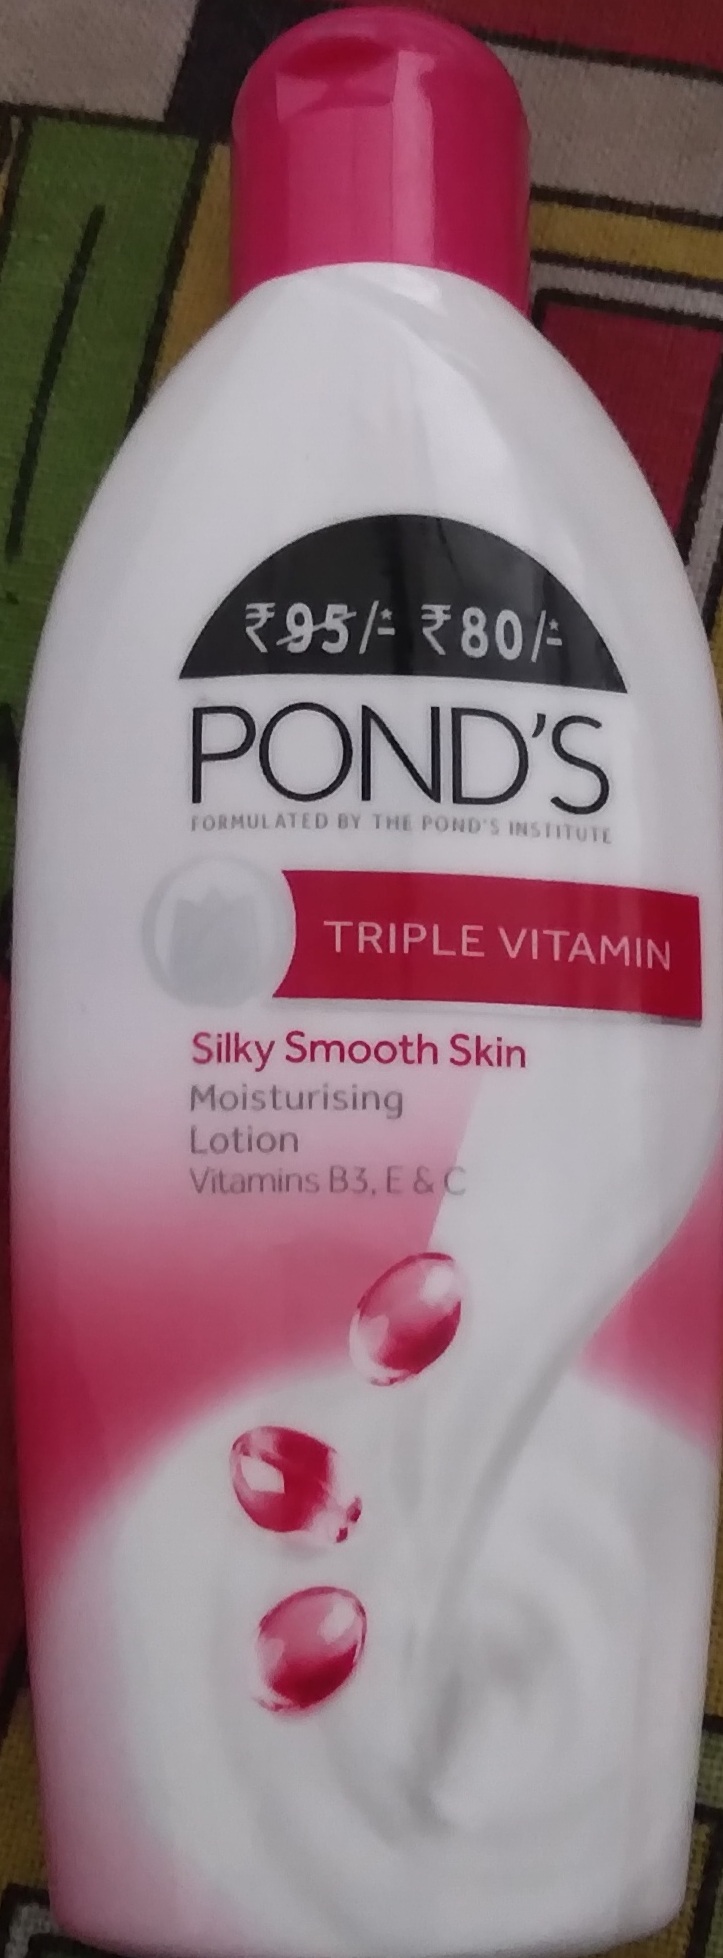 ₹95/-* ₹80/-*
POND'S
FORMULATED BY THE POND'S INSTITUTE
TRIPLE VITAMIN
Silky Smooth Skin
Moisturising
Lotion
Vitamins B3, E & C